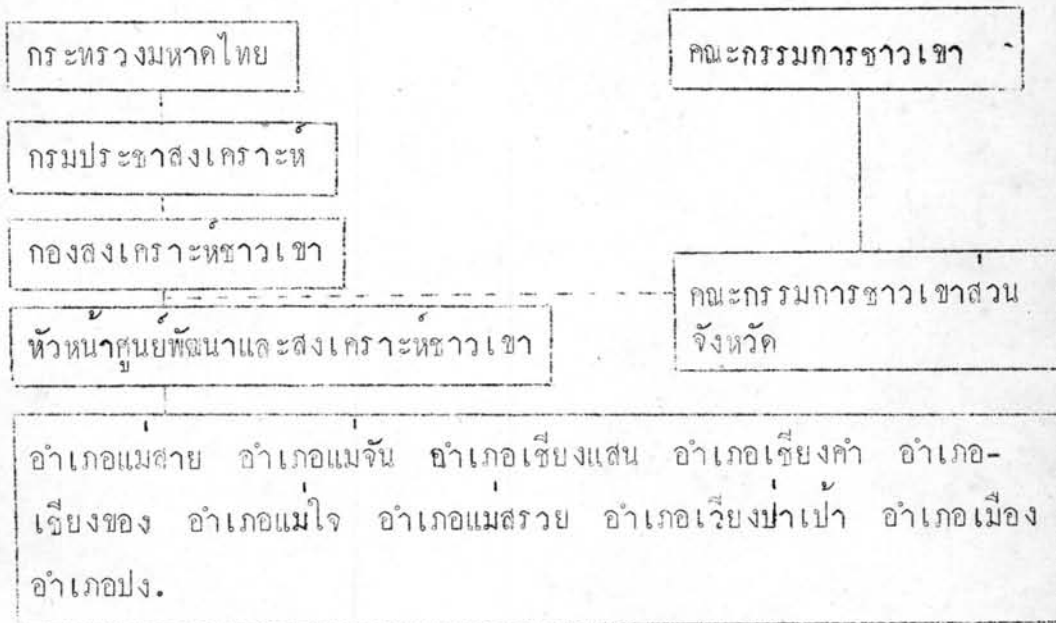 กระทรวงมหาดไทย
คณะกรรมการชาวเขา
กรมประชาสงเคราะห์
กองสงเคราะห์ชาวเขา
คณะกรรมการชาวเขาส่วน
จังหวัด
หัวหน้าศูนย์พัฒนาและสงเคราะห์ชาวเขา
อำเภอแม่สาย อำเภอแม่จัน อำเภอเชียงแสน อำเภอเชียงคำ อำเภอ-
เชียงของ อำเภอแม่ใจ อำเภอแม่สรวย อำเภอเวียงป่าเป้า อำเภอเมือง
อำเภอปง.